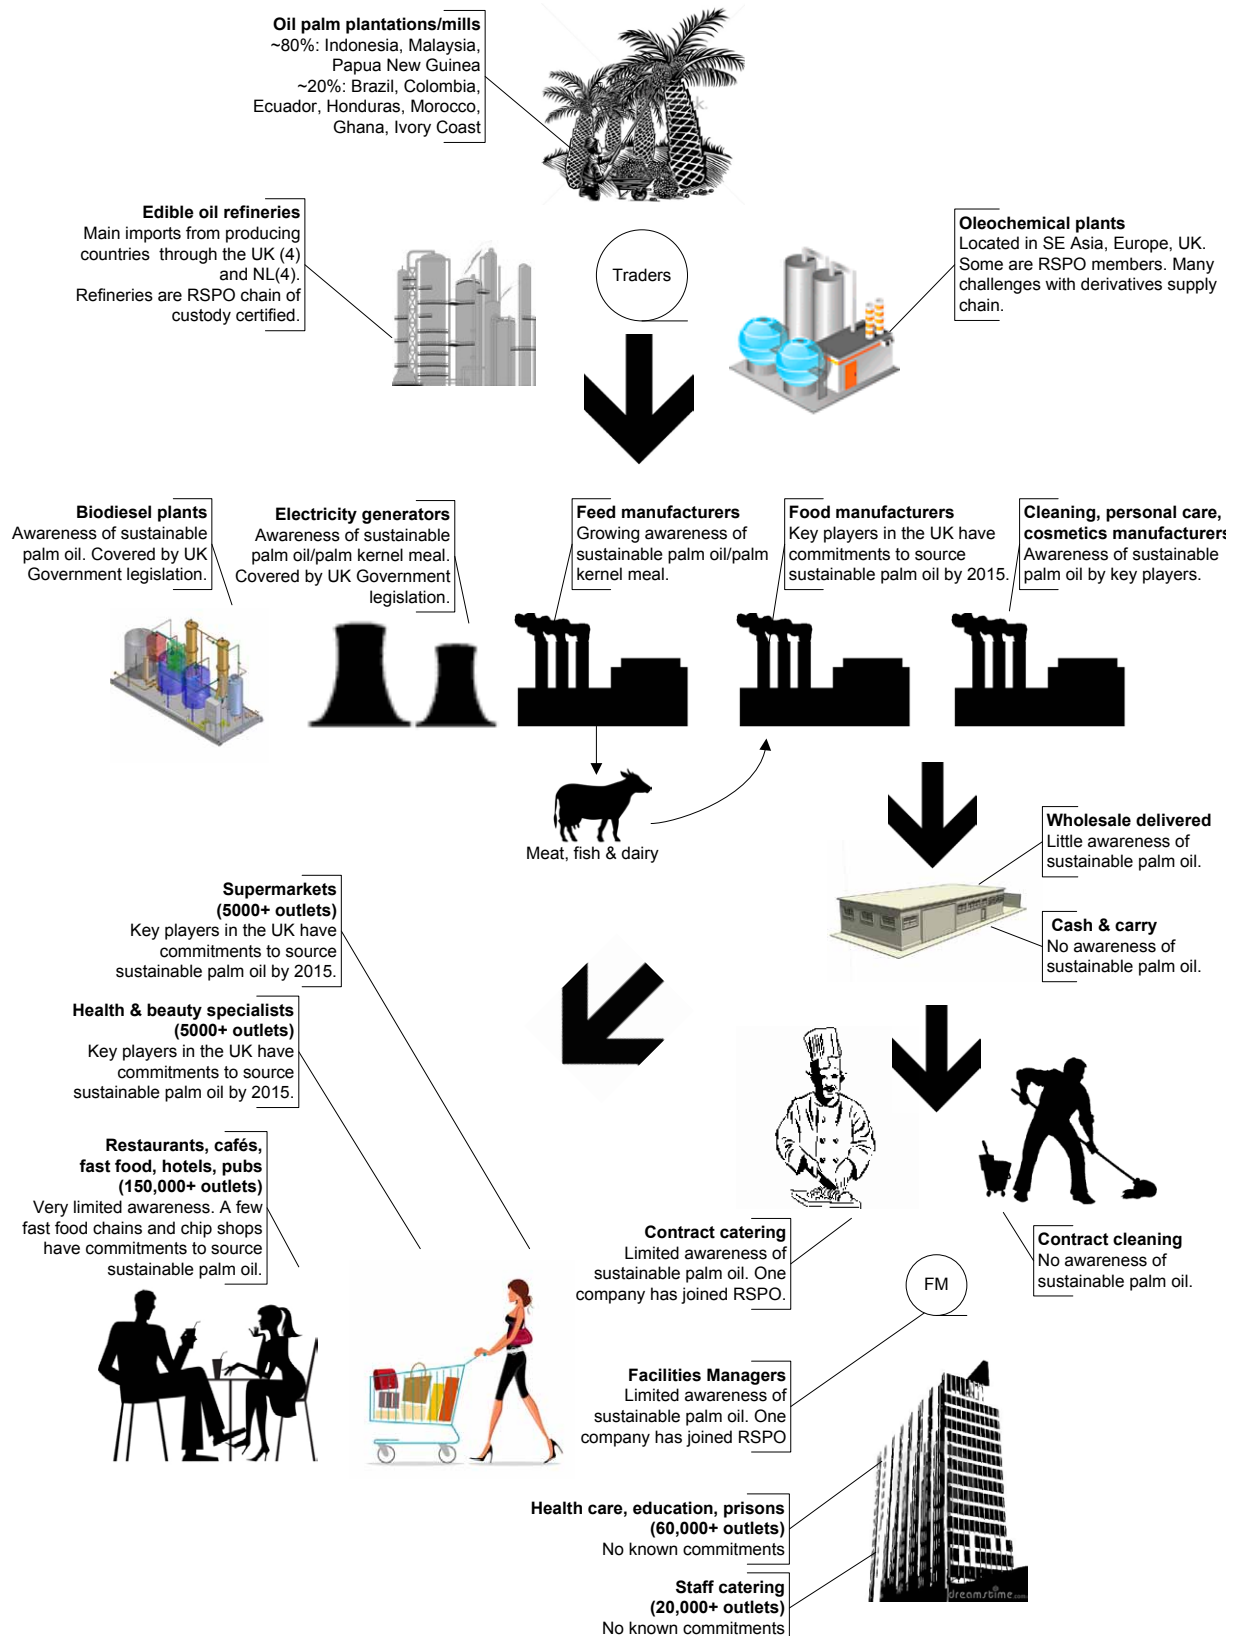 Oil palm plantations/mills
~80%: Indonesia, Malaysia,
Papua New Guinea
~20%: Brazil, Colombia,
Ecuador, Honduras, Morocco,
Ghana, Ivory Coast
Edible oil refineries
Main imports from producing
countries through the UK (4)
and NL(4).
Refineries are RSPO chain of
custody certified.
Traders
Oleochemical plants
Located in SE Asia, Europe, UK.
Some are RSPO members. Many
challenges with derivatives supply
chain.
Biodiesel plants
Awareness of sustainable
palm oil. Covered by UK
Government legislation.
Electricity generators
Awareness of sustainable
palm oil/palm kernel meal.
Covered by UK Government
legislation.
Feed manufacturers
Growing awareness of
sustainable palm oil/palm
kernel meal.
Food manufacturers
Key players in the UK have
commitments to source
sustainable palm oil by 2015.
Cleaning, personal care,
cosmetics manufacturers
Awareness of sustainable
palm oil by key players.
Meat, fish & dairy
Wholesale delivered
Little awareness of
sustainable palm oil.
Cash & carry
No awareness of
sustainable palm oil.
Supermarkets
(5000+ outlets)
Key players in the UK have
commitments to source
sustainable palm oil by 2015.
Health & beauty specialists
(5000+ outlets)
Key players in the UK have
commitments to source
sustainable palm oil by 2015.
Restaurants, cafés,
fast food, hotels, pubs
(150,000+ outlets)
Very limited awareness. A few
fast food chains and chip shops
have commitments to source
sustainable palm oil.
Contract catering
Limited awareness of
sustainable palm oil. One
company has joined RSPO.
Contract cleaning
No awareness of
sustainable palm oil.
FM
Facilities Managers
Limited awareness of
sustainable palm oil. One
company has joined RSPO
Health care, education, prisons
(60,000+ outlets)
No known commitments
Staff catering
(20,000+ outlets)
No known commitments
dreamstime.com